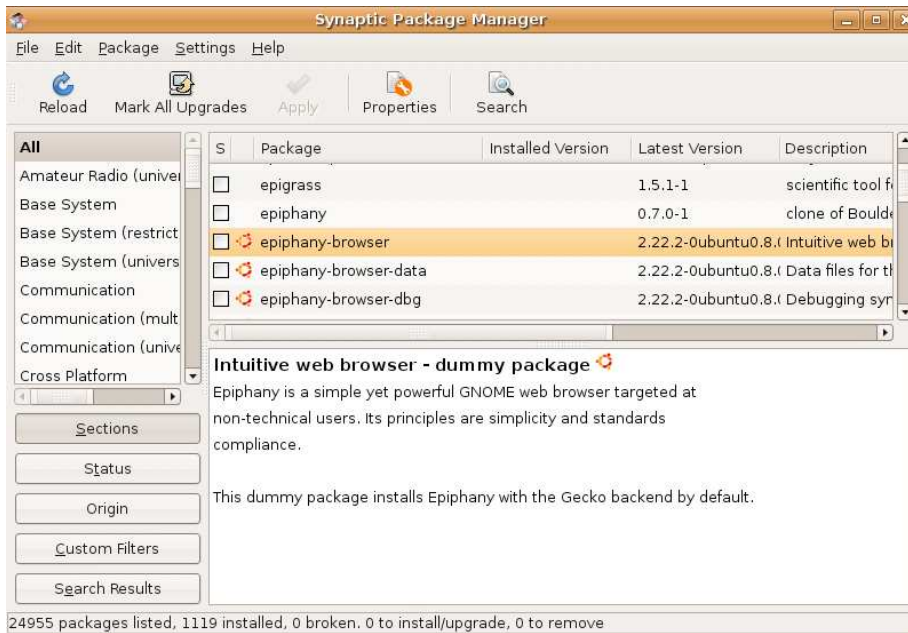 Synaptic Package Manager
File Edit Package Settings Help
Reload Mark All Upgrades Apply Properties Search
All
Amateur Radio (univer
Base System
Base System (restrict
Base System (univers
Communication
Communication (mult
Communication (unive
Cross Platform
Sections
Status
Origin
Custom Filters
Search Results
S Package Installed Version Latest Version Description
epigrass 1.5.1-1 scientific tool f
epiphany 0.7.0-1 clone of Boulde
epiphany-browser 2.22.2-0ubuntu0.8.( Intuitive web b
epiphany-browser-data 2.22.2-0ubuntu0.8.( Data files for t
epiphany-browser-dbg 2.22.2-0ubuntu0.8.( Debugging syr
Intuitive web browser - dummy package
Epiphany is a simple yet powerful GNOME web browser targeted at
non-technical users. Its principles are simplicity and standards
compliance.
This dummy package installs Epiphany with the Gecko backend by default.
24955 packages listed, 1119 installed, 0 broken. 0 to install/upgrade, 0 to remove